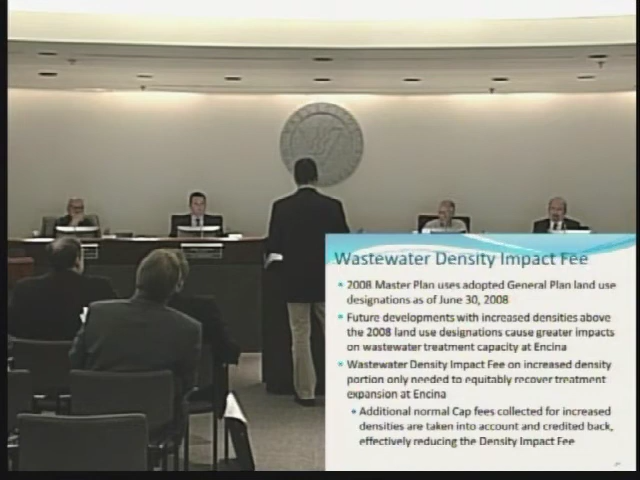 Wastewater Density Impact Fee
2008 Master Plan uses adopted General Plan land use
designations as of June 30, 2008
Future developments with increased densities above
the 2008 land use designations cause greater impacts
on wastewater treatment capacity at Encina
Wastewater Density Impact Fee on increased density
portion only needed to equitably recover treatment
expansion at Encina
Additional normal Cap fees collected for increased
densities are taken into account and credited back,
effectively reducing the Density Impact Fee